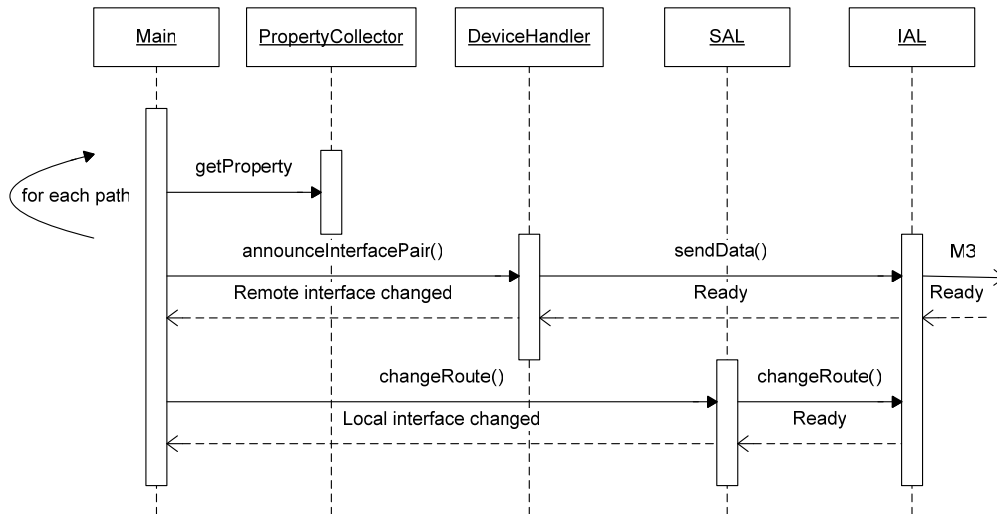 Main
PropertyCollector
DeviceHandler
SAL
IAL
getProperty
for each path
announceInterfacePair()
sendData()
M3
Remote interface changed
Ready
Ready
changeRoute()
changeRoute()
Local interface changed
Ready